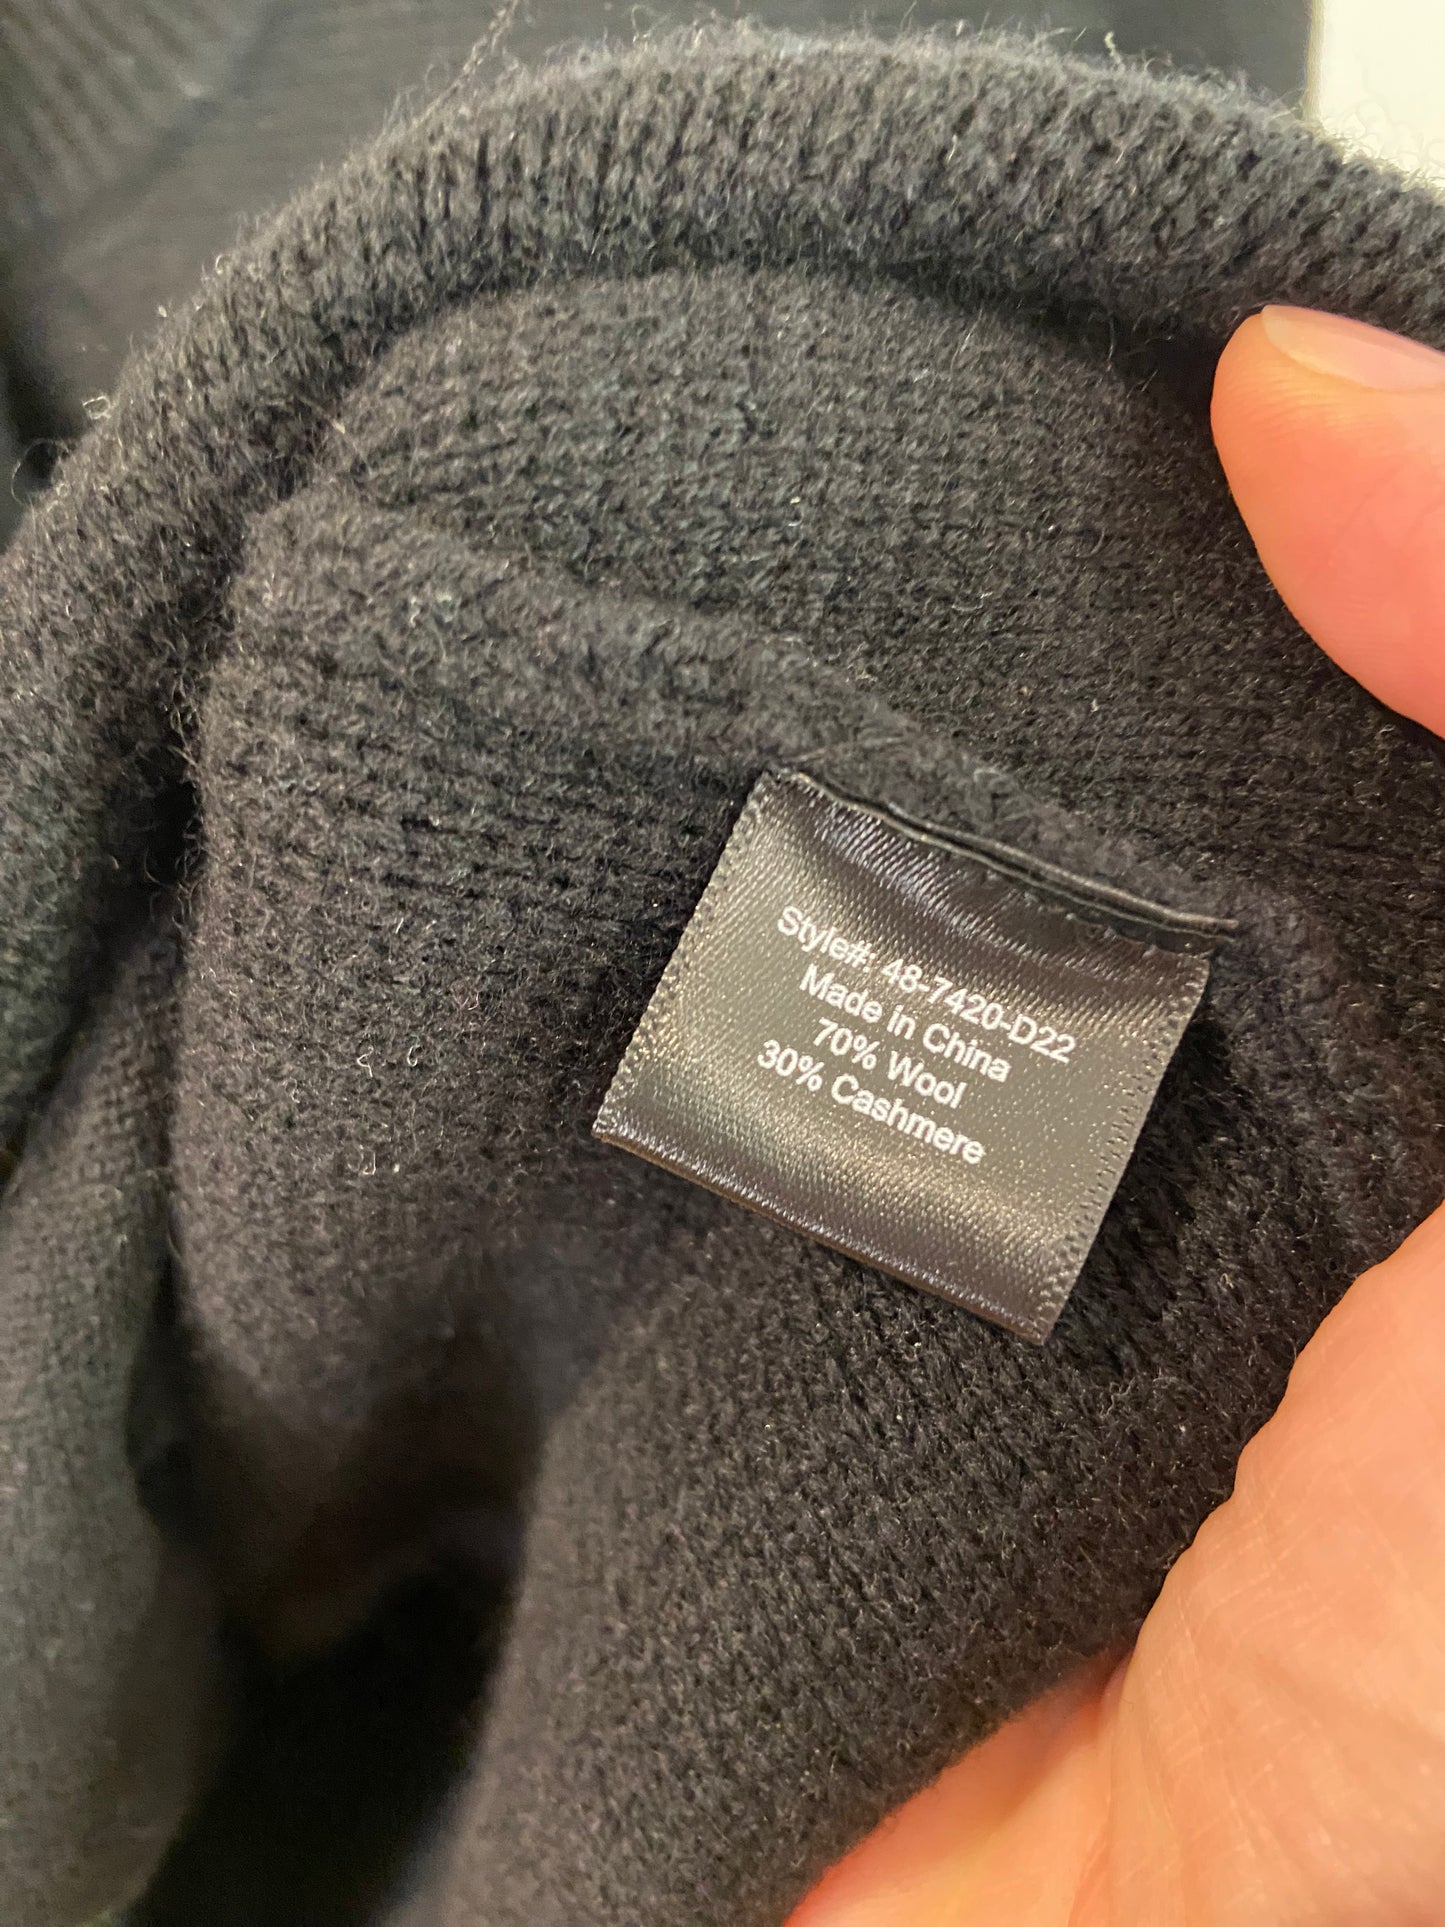 Style#: 48-7420-D22
Made in China
70% Wool
30% Cashmere